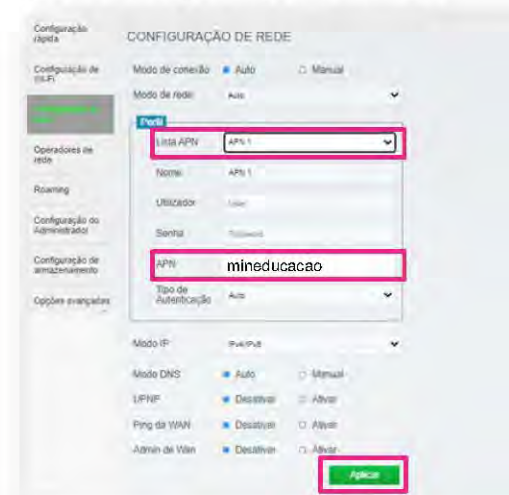 Configuração
rápida
CONFIGURAÇÃO DE REDE
Configuração de
Wi-Fi
Modo de conexão Auto Manual
Modo de rede Auto
Perfil
Lista APN APN 1
Operadores de
rede
Nome APN 1
Roaming
Utilizador User
Configuração do
Administrador
Senha Password
Configuração de
armazenamento
APN mineducacao
Opções avançadas
Tipo de
Autenticação Auto
Modo IP IPv4/IPv6
Modo DNS Auto Manual
UPNP Desativar Ativar
Ping da WAN Desativar Ativar
Admin de Wan Desativar Ativar
Aplicar